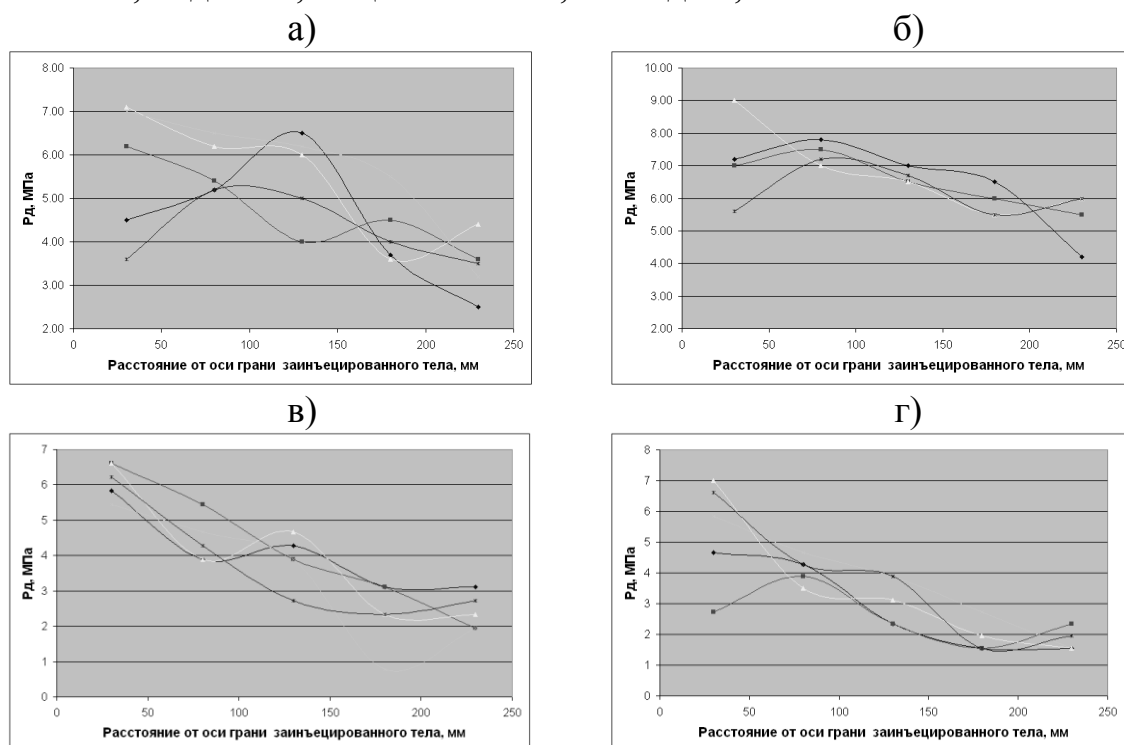 а)
б)
8.00
7.00
6.00
5.00
4.00
3.00
2.00
Рд, МПа
0 50 100 150 200 250
Расстояние от оси грани заинъецированного тела, мм
10.00
9.00
8.00
7.00
6.00
5.00
4.00
3.00
2.00
Рд, МПа
0 50 100 150 200 250
Расстояние от оси грани заинъецированного тела, мм
в)
г)
7
6
5
4
3
2
1
0
Рд, МПа
0 50 100 150 200 250
Расстояние от оси грани заинъецированного тела, мм
8
7
6
5
4
3
2
1
0
Рд, МПа
0 50 100 150 200 250
Расстояние от оси грани заинъецированного тела, мм